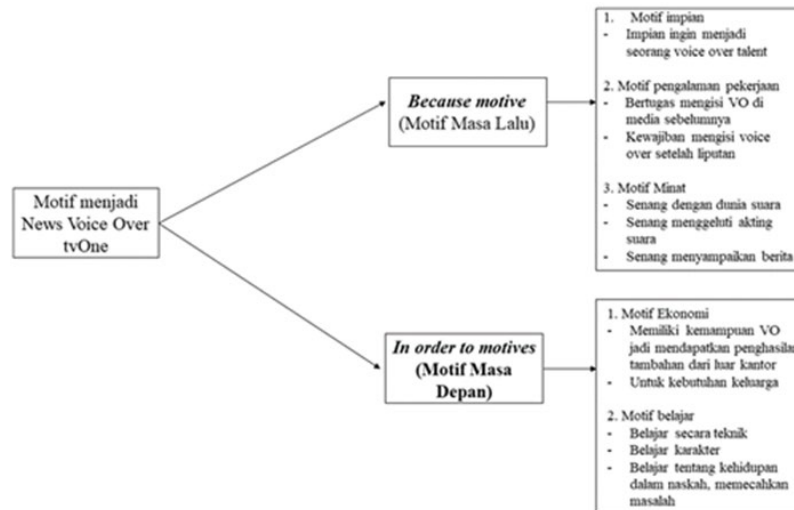 Motif menjadi
News Voice Over
tvOne
Because motive
(Motif Masa Lalu)
1. Motif impian
- Impian ingin menjadi
seorang voice over talent
2. Motif pengalaman pekerjaan
- Bertugas mengisi VO di
media sebelumnya
- Kewajiban mengisi voice
over setelah liputan
3. Motif Minat
- Senang dengan dunia suara
- Senang menggeluti akting
suara
- Senang menyampaikan berita
In order to motives
(Motif Masa
Depan)
1. Motif Ekonomi
- Memiliki kemampuan VO
jadi mendapatkan penghasilan
tambahan dari luar kantor
- Untuk kebutuhan keluarga
2. Motif belajar
- Belajar secara teknik
- Belajar karakter
- Belajar tentang kehidupan
dalam naskah, memecahkan
masalah